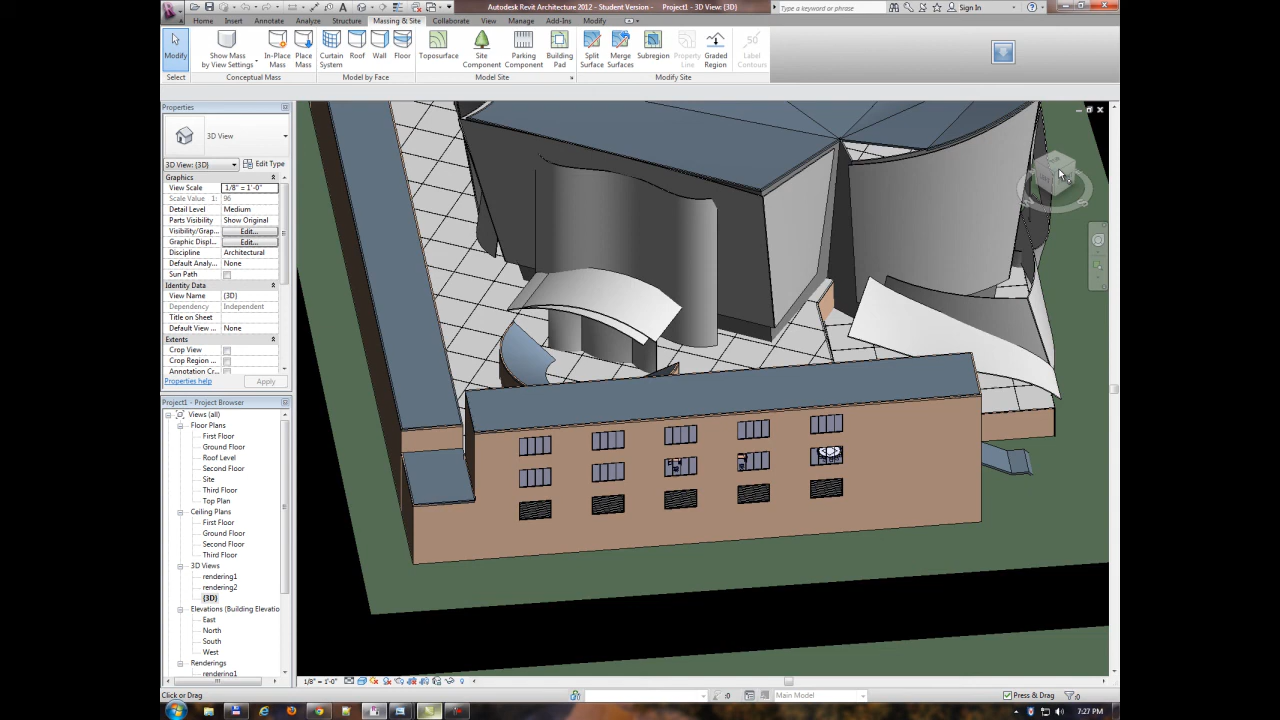 Autodesk Revit Architecture 2012 - Student Version - Project1 - 3D View: {3D}
Type a keyword or phrase
Sign In
Home Insert Annotate Analyze Structure Massing & Site Collaborate View Manage Add-Ins Modify
Modify
Show Mass
by View Settings
In-Place
Mass
Place
Mass
Curtain
System
Roof
Wall
Floor
Toposurface
Site
Component
Parking
Component
Building
Pad
Split
Surface
Merge
Surfaces
Subregion
Property
Line
Graded
Region
Label
Contours
Select
Conceptual Mass
Model by Face
Model Site
Modify Site
Properties
3D View
3D View: {3D}
Edit Type
Graphics
View Scale 1/8" = 1'-0"
Scale Value 1: 96
Detail Level Medium
Parts Visibility Show Original
Visibility/Grap... Edit...
Graphic Displ... Edit...
Discipline Architectural
Default Analy... None
Sun Path
Identity Data
View Name {3D}
Dependency Independent
Title on Sheet
Default View ... None
Extents
Crop View
Crop Region ...
Annotation Cr...
Properties help
Apply
Project1 - Project Browser
Views (all)
Floor Plans
First Floor
Ground Floor
Roof Level
Second Floor
Site
Third Floor
Top Plan
Ceiling Plans
First Floor
Ground Floor
Second Floor
Third Floor
3D Views
rendering1
rendering2
{3D}
Elevations (Building Elevatio
East
North
South
West
Renderings
rendering1
1/8" = 1'-0"
Click or Drag
:0
Main Model
Press & Drag
:0
7:27 PM